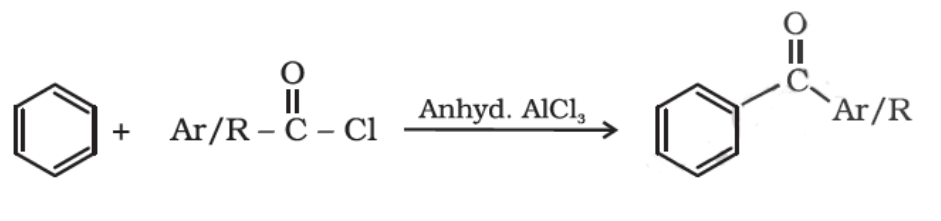 O
+ Ar/R – C – Cl Anhyd. AlCl₃
O
C
Ar/R